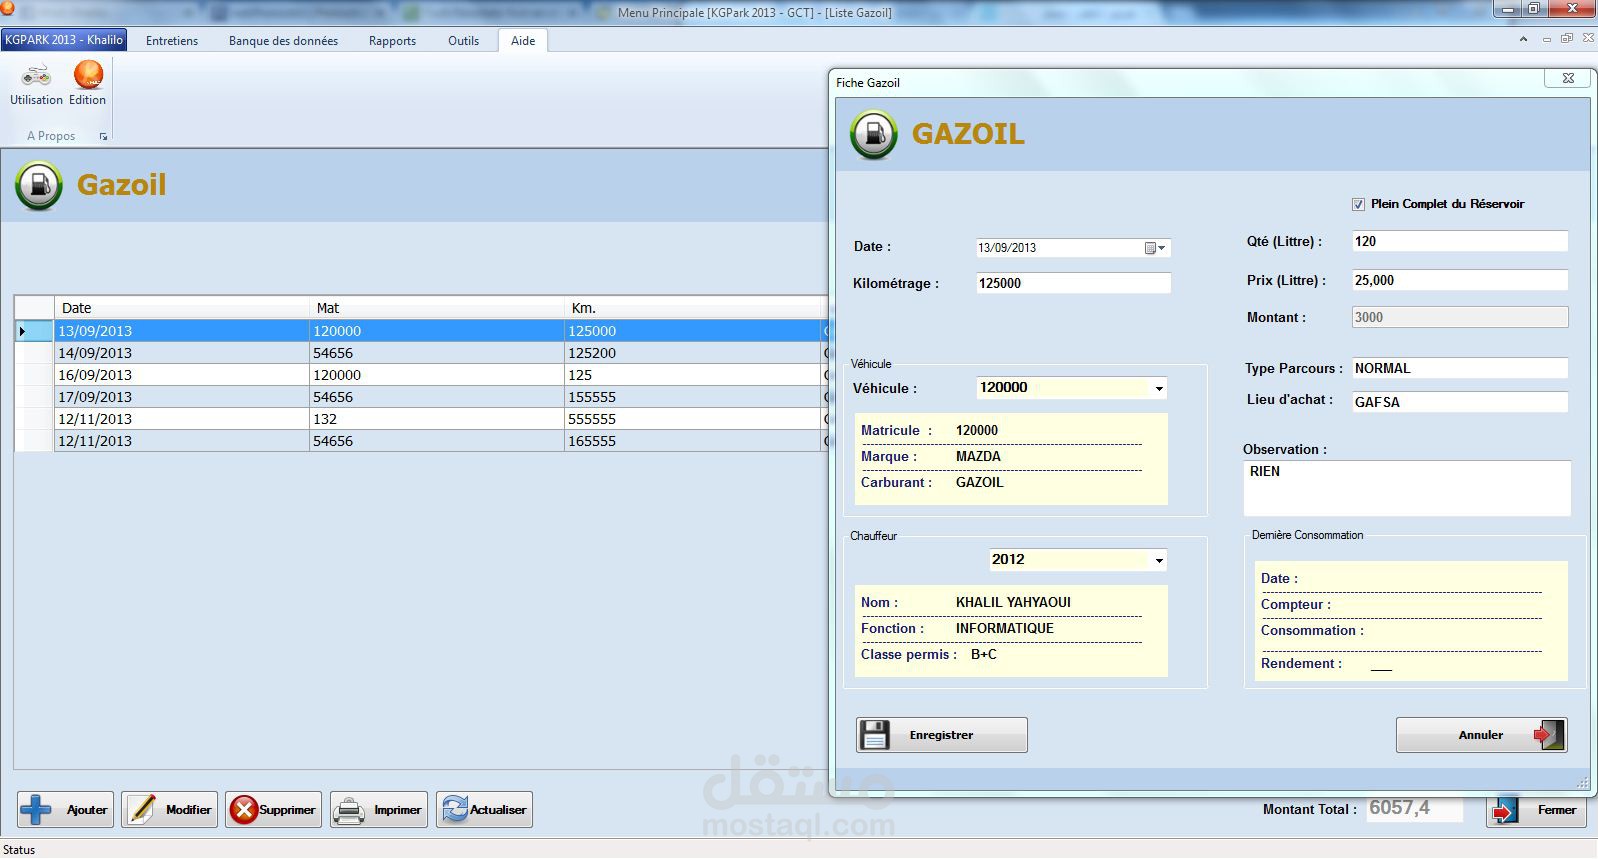 Menu Principale [KGPark 2013 - GCT] - [Liste Gazoil]
KGPARK 2013 - Khalilo
Entretiens
Banque des données
Rapports
Outils
Aide
Utilisation
Edition
A Propos
Gazoil
Date Mat Km.
13/09/2013 120000 125000
14/09/2013 54656 125200
16/09/2013 120000 125
17/09/2013 54656 155555
12/11/2013 132 555555
12/11/2013 54656 165555
Ajouter
Modifier
Supprimer
Imprimer
Actualiser
Montant Total : 6057,4
Fermer
Status
Fiche Gazoil
GAZOIL
Plein Complet du Réservoir
Date : 13/09/2013
Kilométrage : 125000
Qté (Littre) : 120
Prix (Littre) : 25,000
Montant : 3000
Véhicule
Véhicule : 120000
Matricule : 120000
Marque : MAZDA
Carburant : GAZOIL
Type Parcours : NORMAL
Lieu d'achat : GAFSA
Observation :
RIEN
Chauffeur
2012
Nom : KHALIL YAHYAOUI
Fonction : INFORMATIQUE
Classe permis : B+C
Dernière Consommation
Date :
Compteur :
Consommation :
Rendement : ___
Enregistrer
Annuler
مستقل
mostaql.com